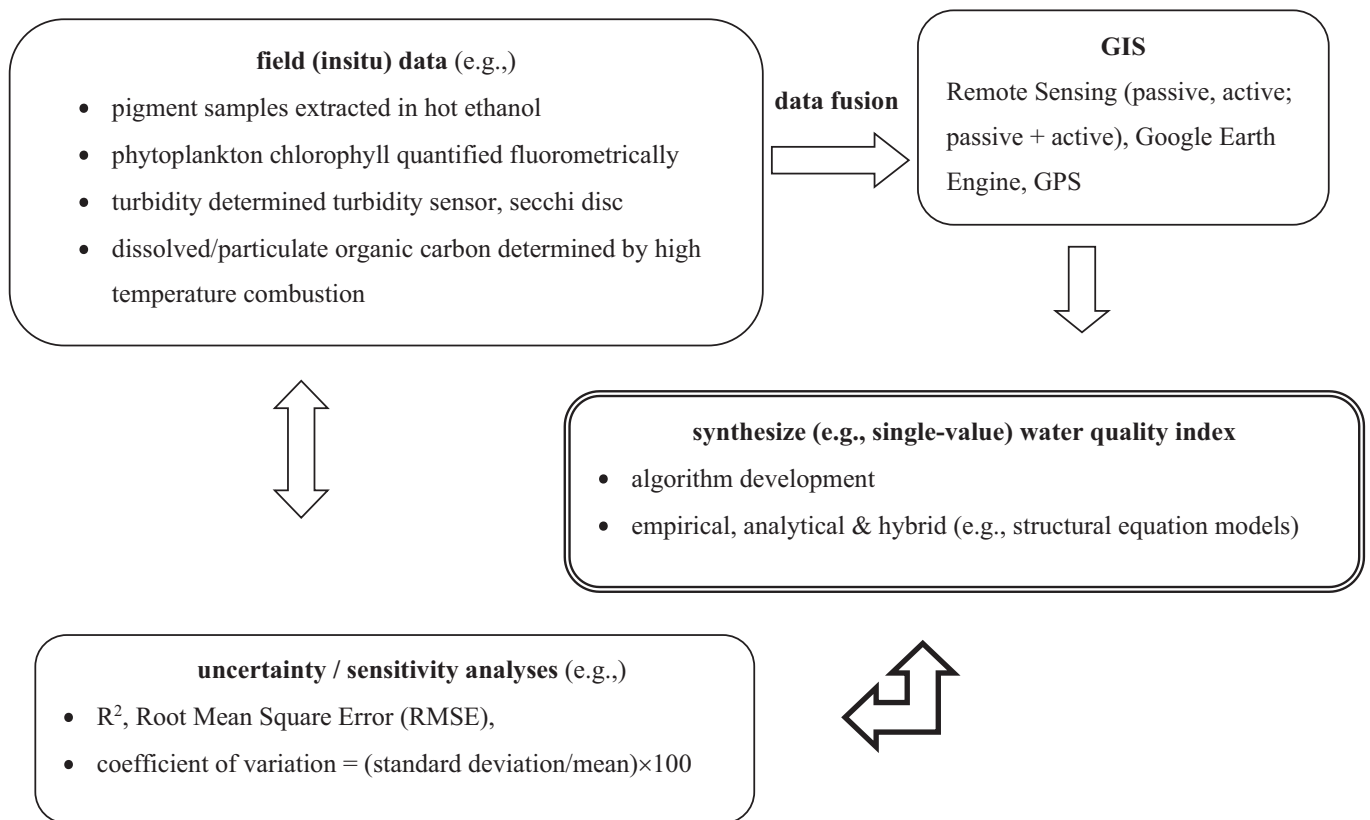 field (insitu) data (e.g.,)
• pigment samples extracted in hot ethanol
• phytoplankton chlorophyll quantified fluorometrically
• turbidity determined turbidity sensor, secchi disc
• dissolved/particulate organic carbon determined by high
temperature combustion
data fusion
GIS
Remote Sensing (passive, active;
passive + active), Google Earth
Engine, GPS
synthesize (e.g., single-value) water quality index
• algorithm development
• empirical, analytical & hybrid (e.g., structural equation models)
uncertainty / sensitivity analyses (e.g.,)
• R², Root Mean Square Error (RMSE),
• coefficient of variation = (standard deviation/mean)×100